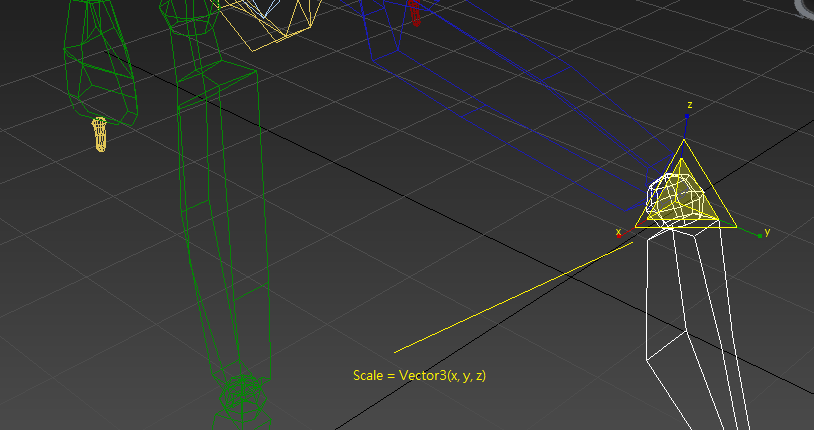 z
x
y
Scale = Vector3(x, y, z)